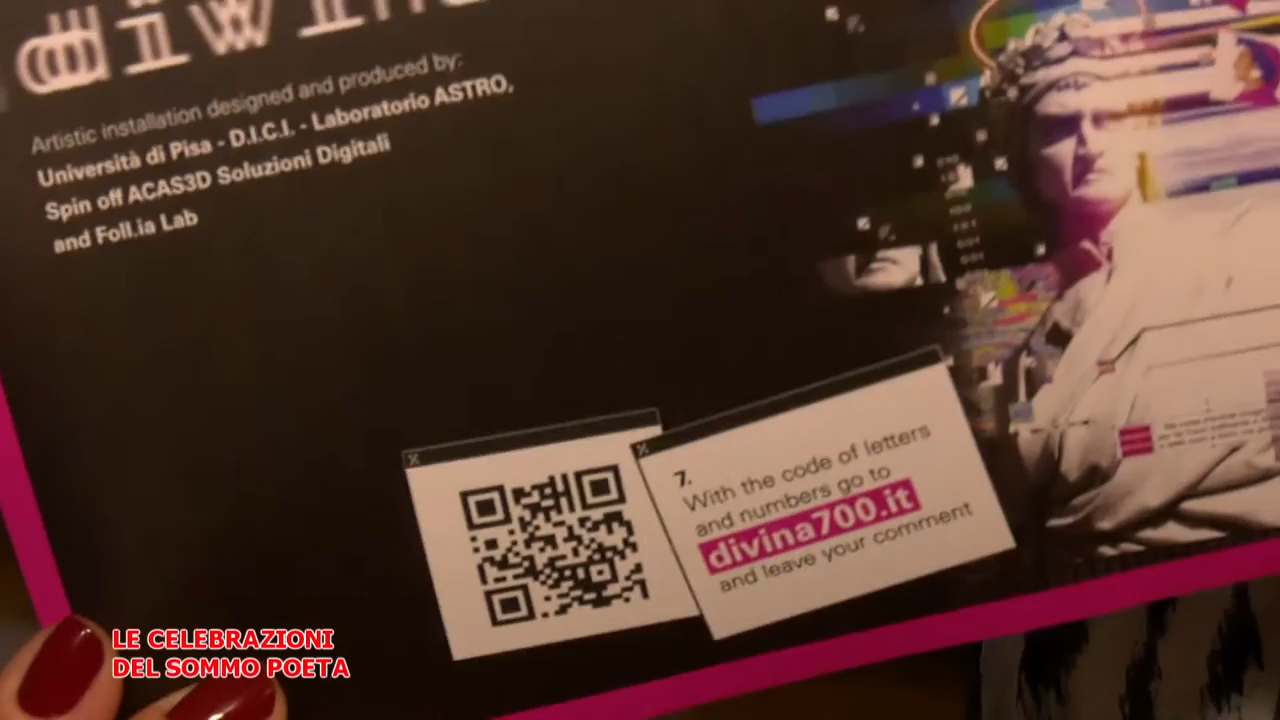 Artistic installation designed and produced by:
Università di Pisa - D.I.C.I. - Laboratorio ASTRO,
Spin off ACAS3D Soluzioni Digitali
and Foll.ia Lab
7.
With the code of letters
and numbers go to
divina700.it
and leave your comment
LE CELEBRAZIONI
DEL SOMMO POETA